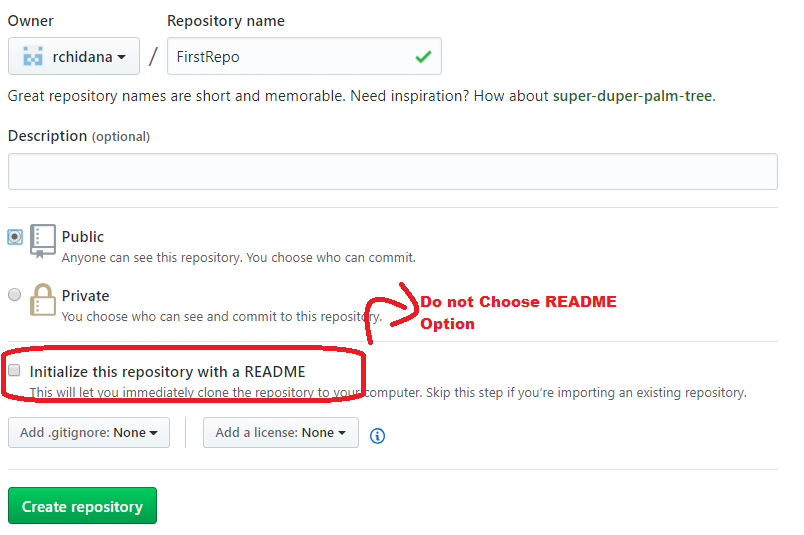 Owner Repository name
rchidana / FirstRepo
Great repository names are short and memorable. Need inspiration? How about super-duper-palm-tree.
Description (optional)
Public
Anyone can see this repository. You choose who can commit.
Private
You choose who can see and commit to this repository.
Do not Choose README
Option
Initialize this repository with a README
This will let you immediately clone the repository to your computer. Skip this step if you’re importing an existing repository.
Add .gitignore: None Add a license: None
Create repository